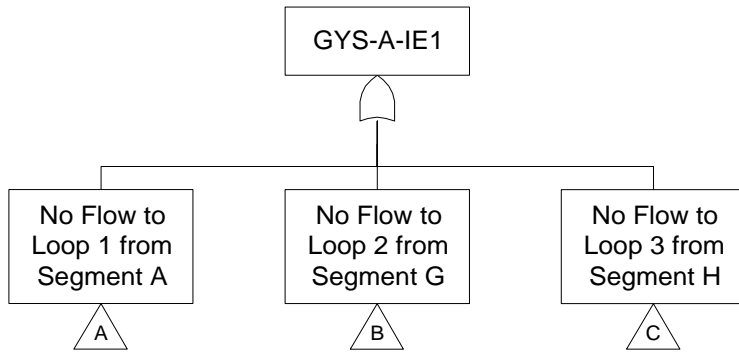 GYS-A-IE1
No Flow to
Loop 1 from
Segment A
No Flow to
Loop 2 from
Segment G
No Flow to
Loop 3 from
Segment H
A
B
C